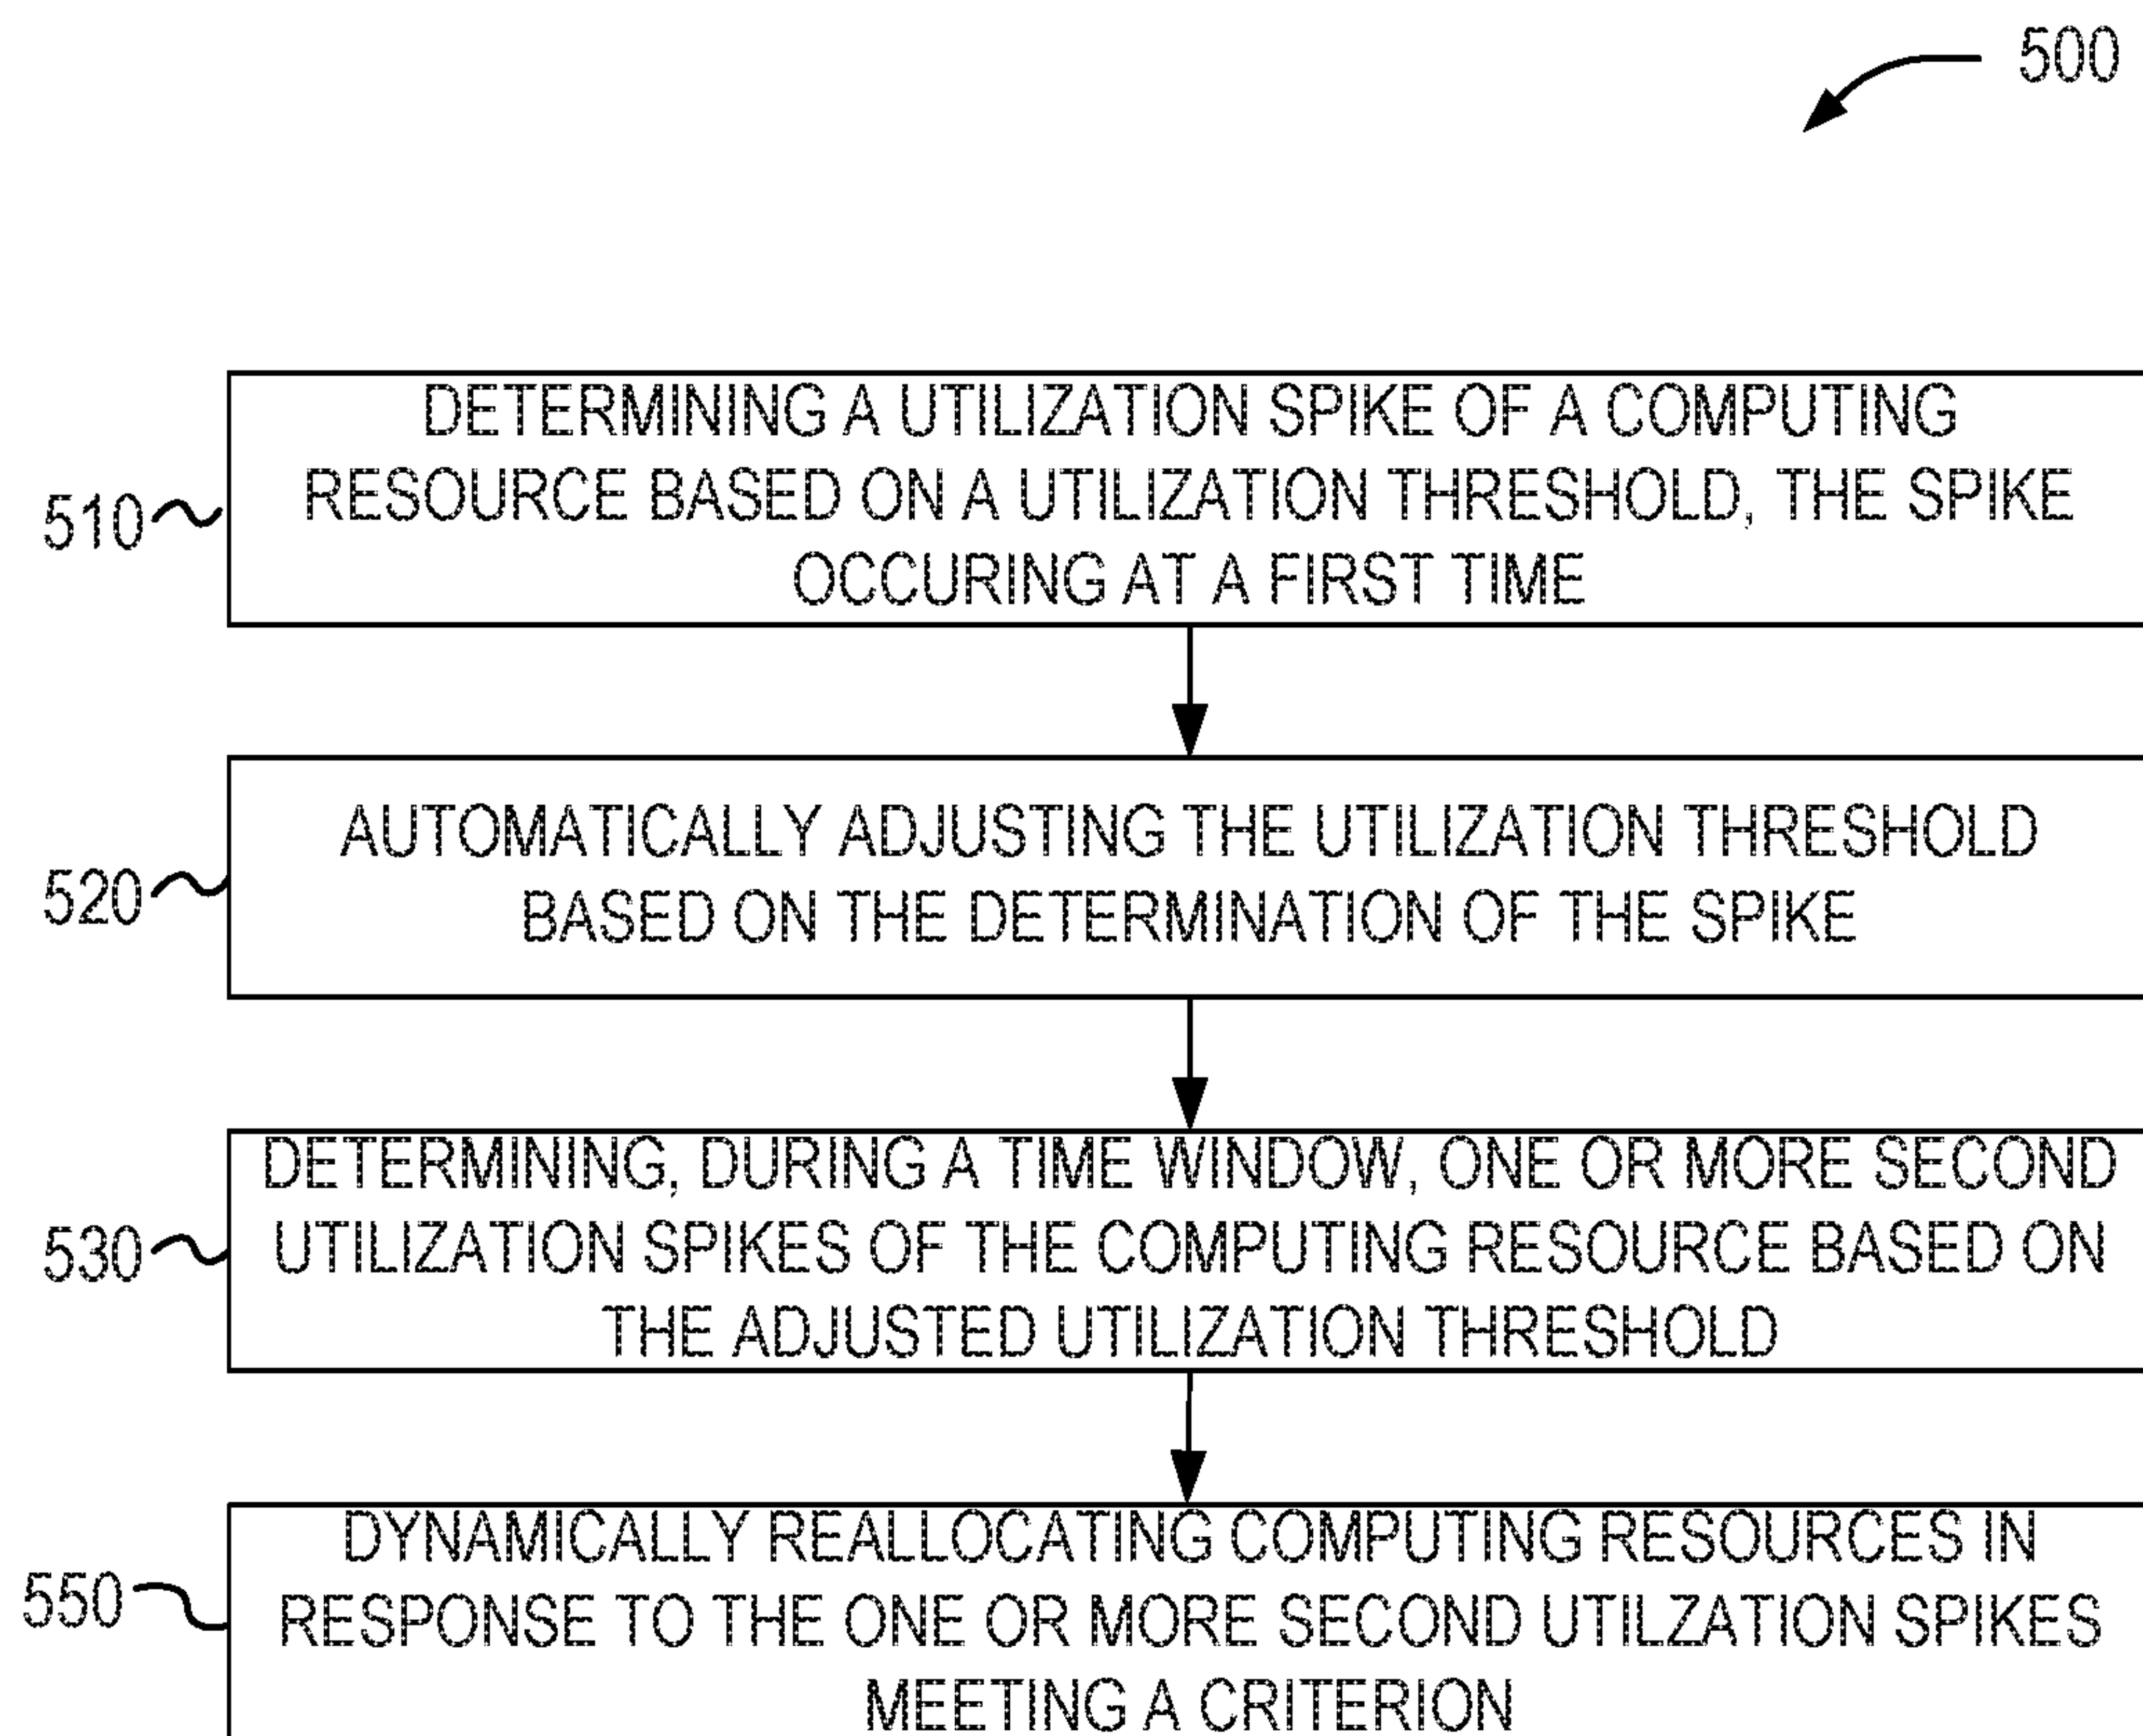 500
DETERMINING A UTILIZATION SPIKE OF A COMPUTING
RESOURCE BASED ON A UTILIZATION THRESHOLD, THE SPIKE
OCCURING AT A FIRST TIME
510
AUTOMATICALLY ADJUSTING THE UTILIZATION THRESHOLD
BASED ON THE DETERMINATION OF THE SPIKE
520
DETERMINING, DURING A TIME WINDOW, ONE OR MORE SECOND
UTILIZATION SPIKES OF THE COMPUTING RESOURCE BASED ON
THE ADJUSTED UTILIZATION THRESHOLD
530
DYNAMICALLY REALLOCATING COMPUTING RESOURCES IN
RESPONSE TO THE ONE OR MORE SECOND UTILZATION SPIKES
MEETING A CRITERION
550